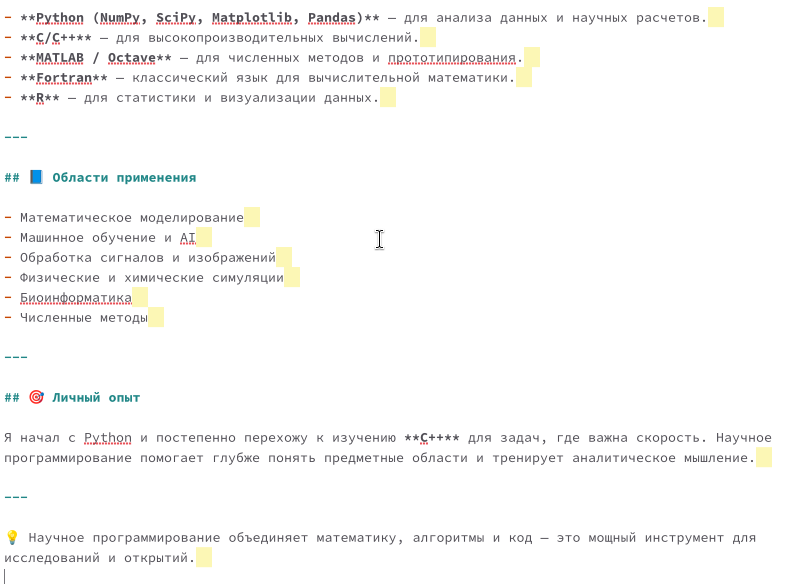 - **Python (NumPy, SciPy, Matplotlib, Pandas)** — для анализа данных и научных расчетов.
- **C/C++** — для высокопроизводительных вычислений.
- **MATLAB / Octave** — для численных методов и прототипирования.
- **Fortran** — классический язык для вычислительной математики.
- **R** — для статистики и визуализации данных.
---
## 📘 Области применения
- Математическое моделирование
- Машинное обучение и AI
- Обработка сигналов и изображений
- Физические и химические симуляции
- Биоинформатика
- Численные методы
---
## 🎯 Личный опыт
Я начал с Python и постепенно перехожу к изучению **C++** для задач, где важна скорость. Научное
программирование помогает глубже понять предметные области и тренирует аналитическое мышление.
---
💡 Научное программирование объединяет математику, алгоритмы и код — это мощный инструмент для
исследований и открытий.